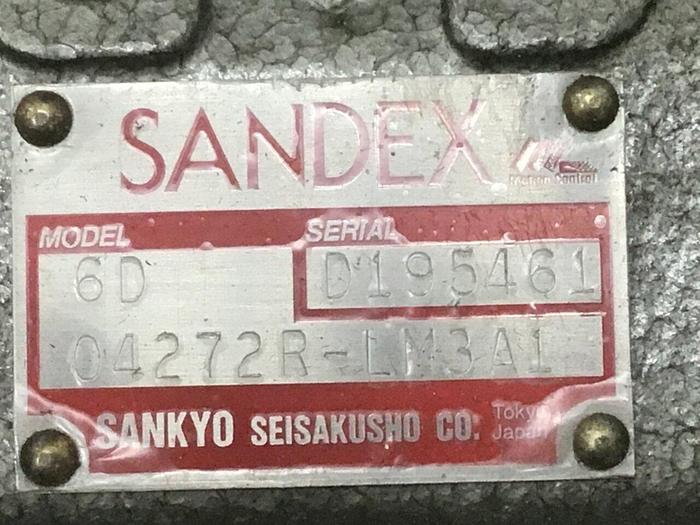 SANDEX
Motion Control
MODEL SERIAL
6D D195461
04272R-LM3A1
SANKYO SEISAKUSHO CO. Tokyo
Japan